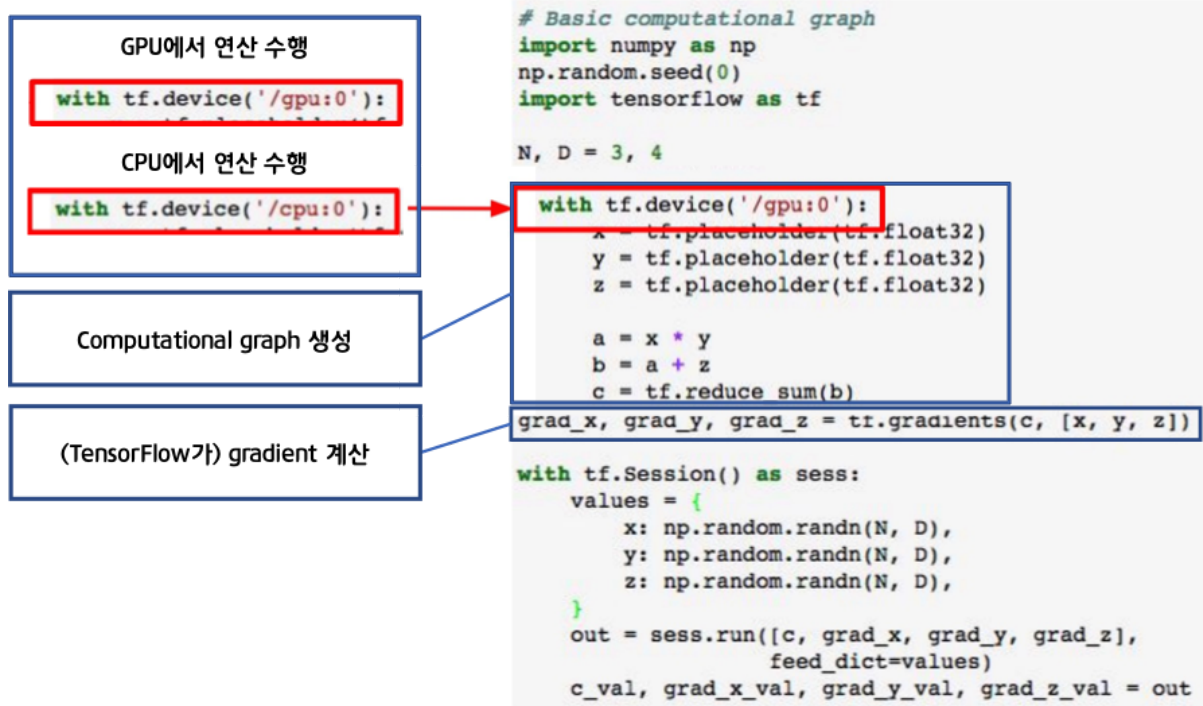 GPU에서 연산 수행
with tf.device('/gpu:0'):
CPU에서 연산 수행
with tf.device('/cpu:0'):
Computational graph 생성
(TensorFlow가) gradient 계산
# Basic computational graph
import numpy as np
np.random.seed(0)
import tensorflow as tf
N, D = 3, 4
with tf.device('/gpu:0'):
x = tf.placeholder(tf.float32)
y = tf.placeholder(tf.float32)
z = tf.placeholder(tf.float32)
a = x * y
b = a + z
c = tf.reduce_sum(b)
grad_x, grad_y, grad_z = tf.gradients(c, [x, y, z])
with tf.Session() as sess:
values = {
x: np.random.randn(N, D),
y: np.random.randn(N, D),
z: np.random.randn(N, D),
}
out = sess.run([c, grad_x, grad_y, grad_z],
feed_dict=values)
c_val, grad_x_val, grad_y_val, grad_z_val = out